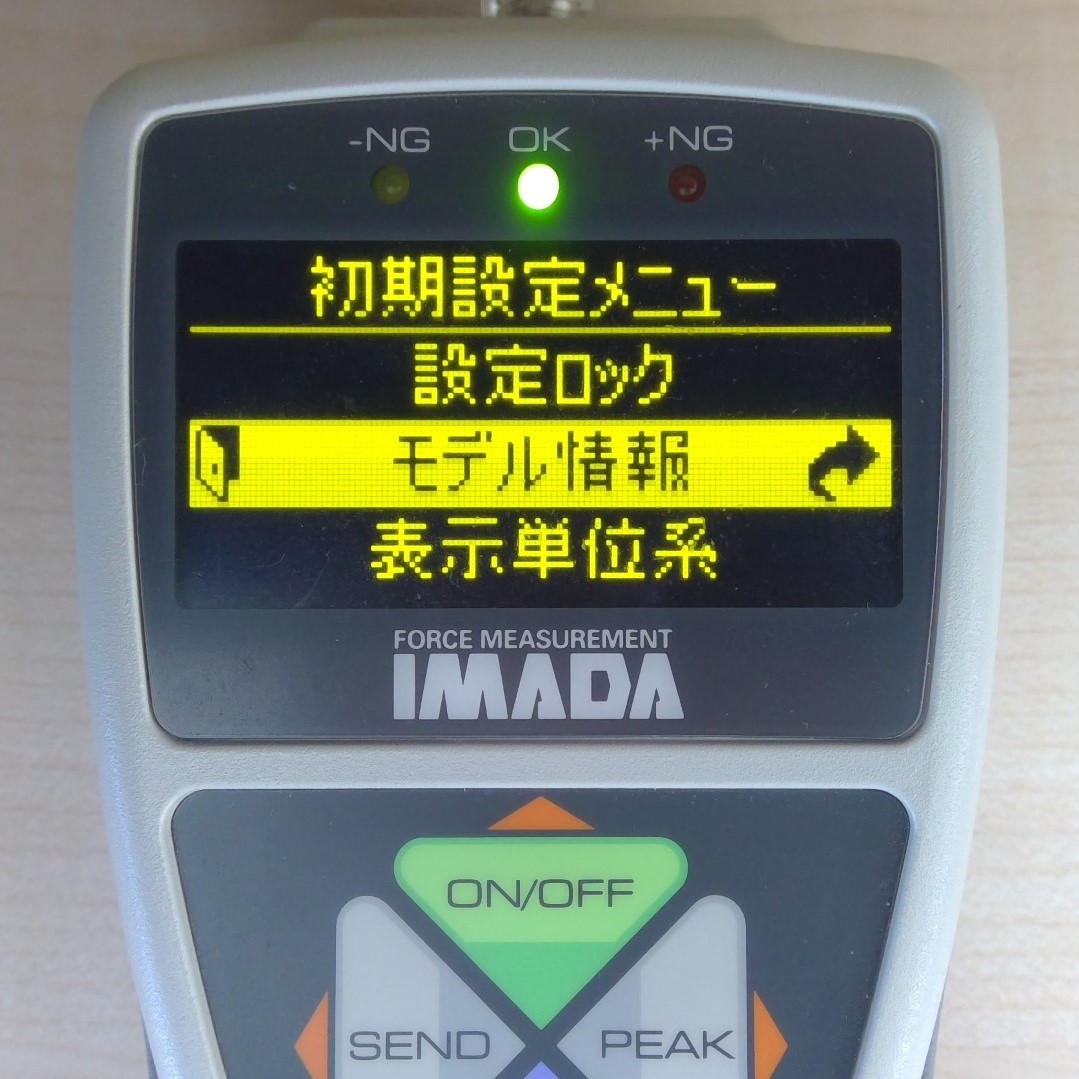 -NG OK +NG
初期設定メニュー
設定ロック
モデル情報
表示単位系
FORCE MEASUREMENT
IMADA
ON/OFF
SEND PEAK